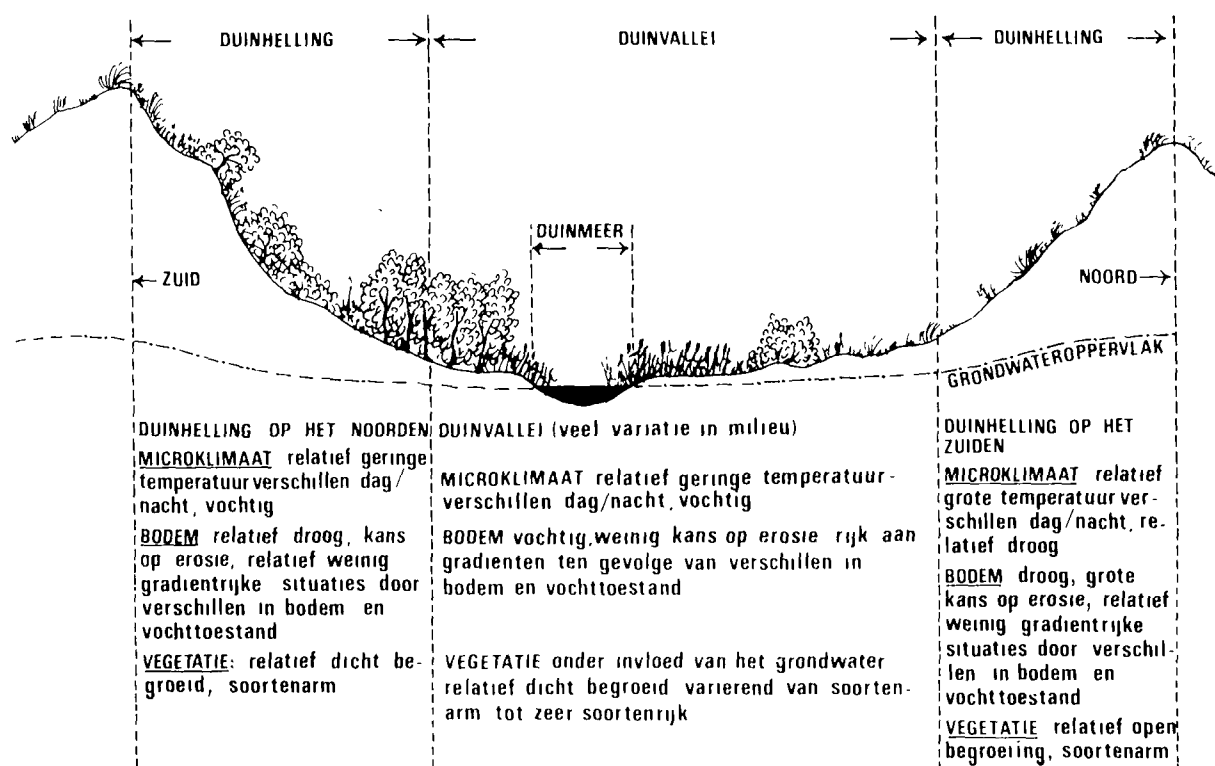 DUINHELLING
DUINVALLEI
DUINHELLING
DUINMEER
ZUID
NOORD
GRONDWATEROPPERVLAK
DUINHELLING OP HET NOORDEN
MICROKLIMAAT relatief geringe
temperatuurverschillen dag/
nacht, vochtig
BODEM relatief droog, kans
op erosie, relatief weinig
gradientrijke situaties door
verschillen in bodem en
vochttoestand
VEGETATIE: relatief dicht be-
groeid, soortenarm
DUINVALLEI (veel variatie in milieu)
MICROKLIMAAT relatief geringe temperatuur-
verschillen dag/nacht, vochtig
BODEM vochtig, weinig kans op erosie rijk aan
gradienten ten gevolge van verschillen in
bodem en vochttoestand
VEGETATIE onder invloed van het grondwater
relatief dicht begroeid varierend van soorten-
arm tot zeer soortenrijk
DUINHELLING OP HET
ZUIDEN
MICROKLIMAAT relatief
grote temperatuurver-
schillen dag/nacht, re-
latief droog
BODEM droog, grote
kans op erosie, relatief
weinig gradientrijke
situaties door verschil-
len in bodem en
vochttoestand
VEGETATIE relatief open
begroeiing, soortenarm